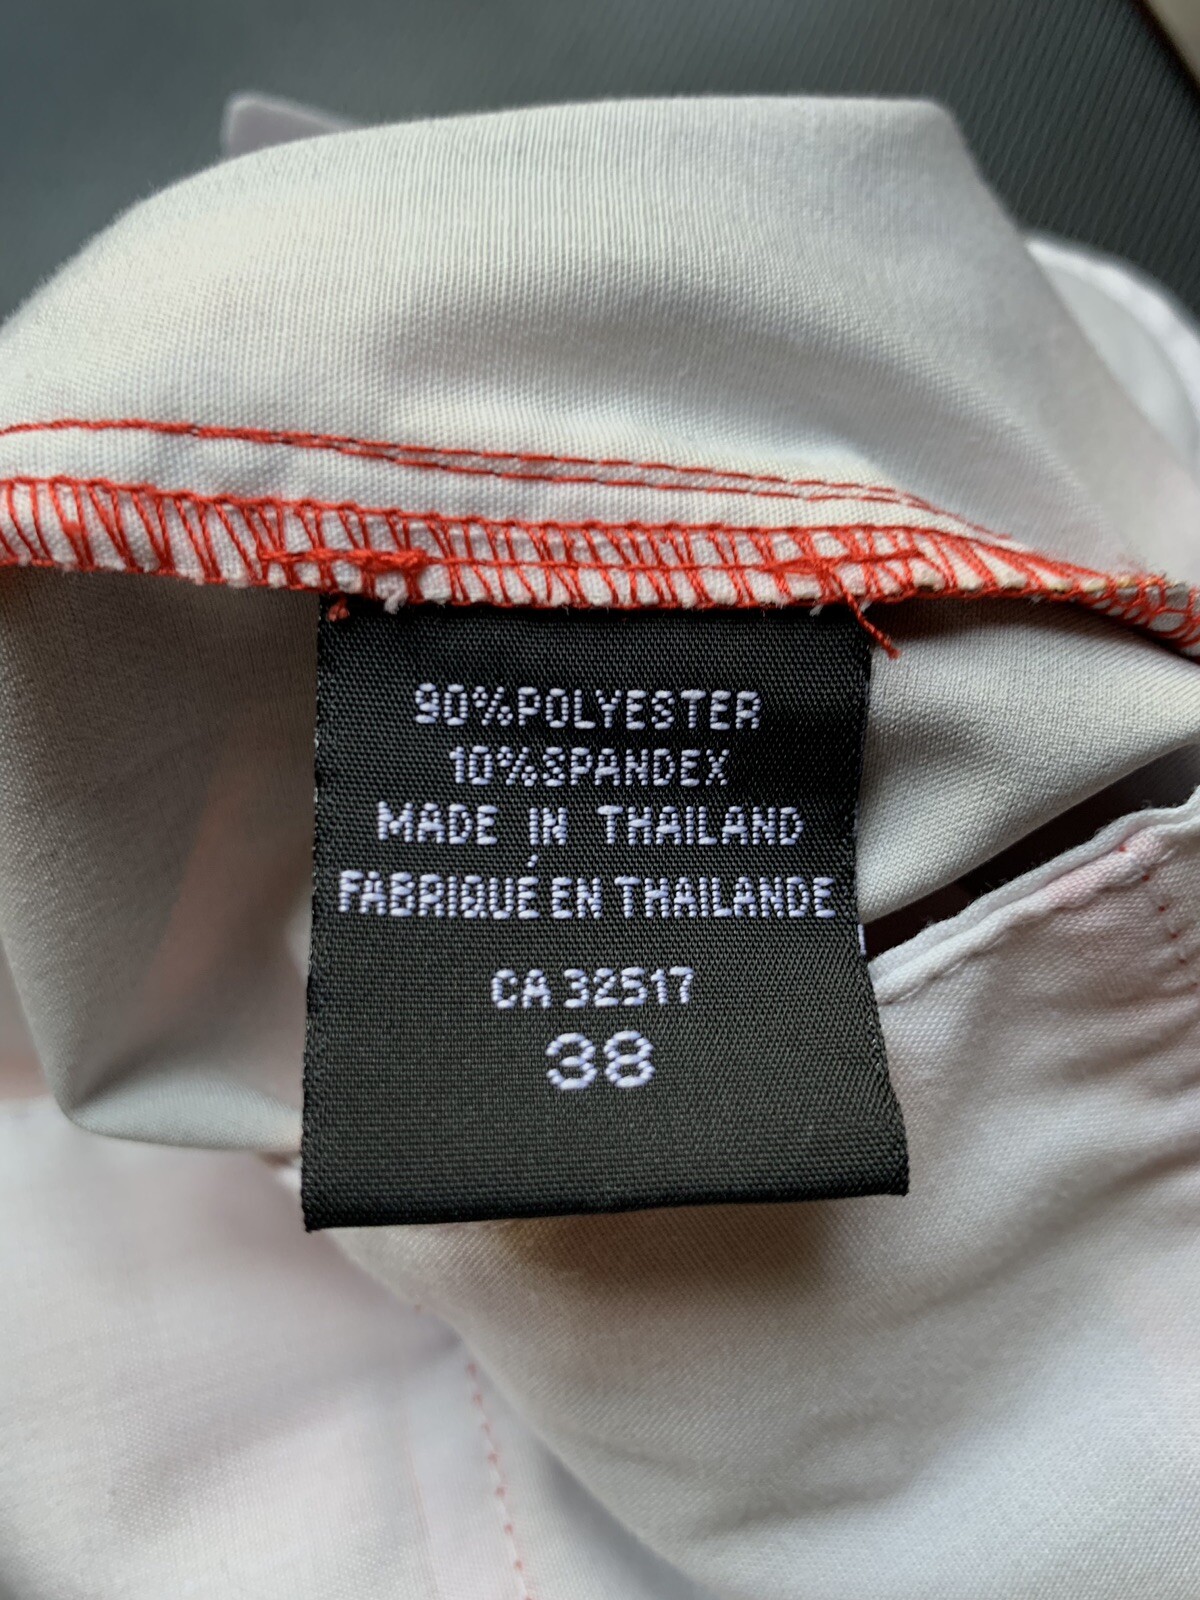 90%POLYESTER
10%SPANDEX
MADE IN THAILAND
FABRIQUÉ EN THAILANDE
CA 32517
38